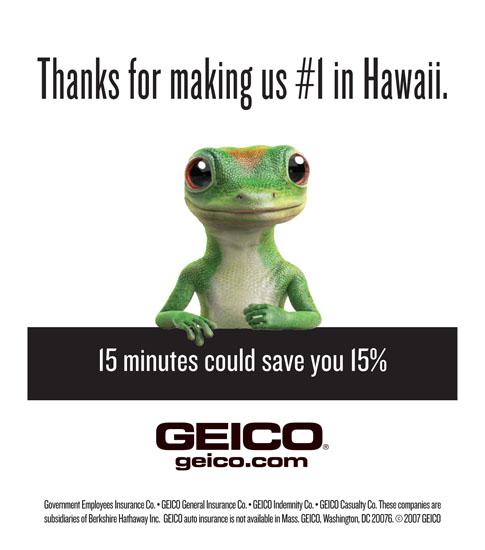 Thanks for making us #1 in Hawaii.
15 minutes could save you 15%
GEICO®
geico.com
Government Employees Insurance Co. • GEICO General Insurance Co. • GEICO Indemnity Co. • GEICO Casualty Co. These companies are
subsidiaries of Berkshire Hathaway Inc. GEICO auto insurance is not available in Mass. GEICO, Washington, DC 20076. © 2007 GEICO